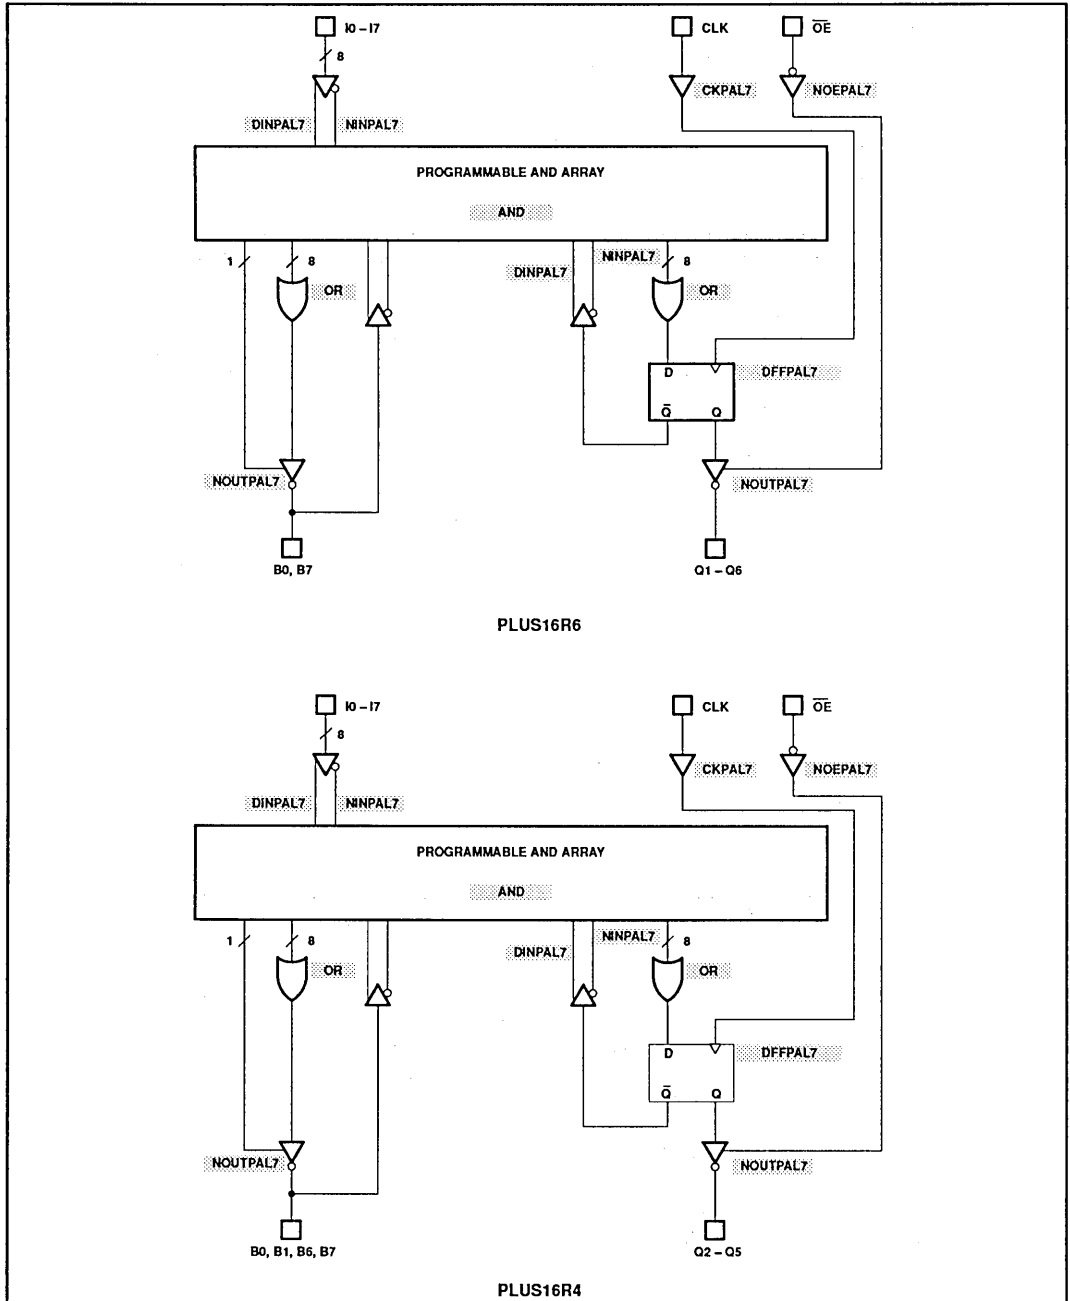 I0 – I7 CLK O̅E̅
8
CKPAL7 NOEPAL7
DINPAL7 NINPAL7
PROGRAMMABLE AND ARRAY
AND
1 8 NINPAL7 8
DINPAL7
OR OR
D DFFPAL7
Q̅ Q
NOUTPAL7 NOUTPAL7
B0, B7 Q1 – Q6
PLUS16R6
I0 – I7 CLK O̅E̅
8
CKPAL7 NOEPAL7
DINPAL7 NINPAL7
PROGRAMMABLE AND ARRAY
AND
1 8 NINPAL7 8
DINPAL7
OR OR
D DFFPAL7
Q̅ Q
NOUTPAL7 NOUTPAL7
B0, B1, B6, B7 Q2 – Q5
PLUS16R4